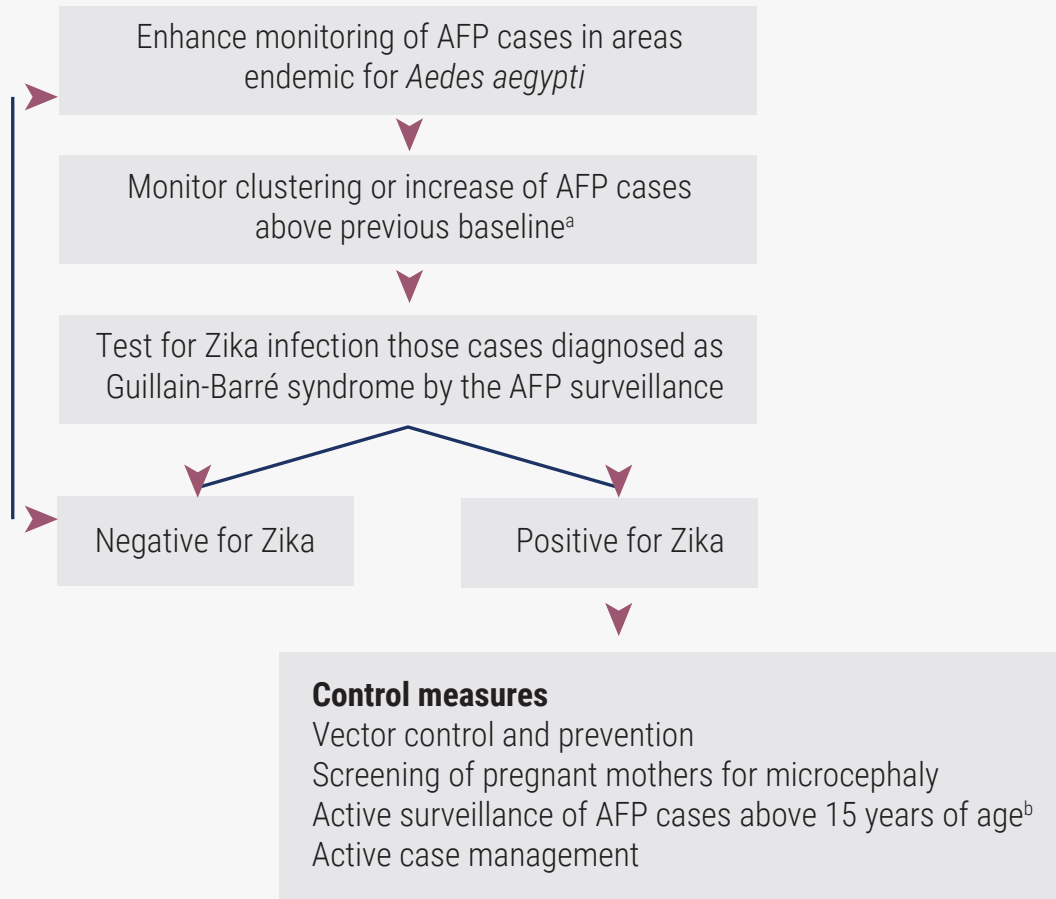 Enhance monitoring of AFP cases in areas
endemic for Aedes aegypti
Monitor clustering or increase of AFP cases
above previous baselineᵃ
Test for Zika infection those cases diagnosed as
Guillain-Barré syndrome by the AFP surveillance
Negative for Zika
Positive for Zika
Control measures
Vector control and prevention
Screening of pregnant mothers for microcephaly
Active surveillance of AFP cases above 15 years of ageᵇ
Active case management